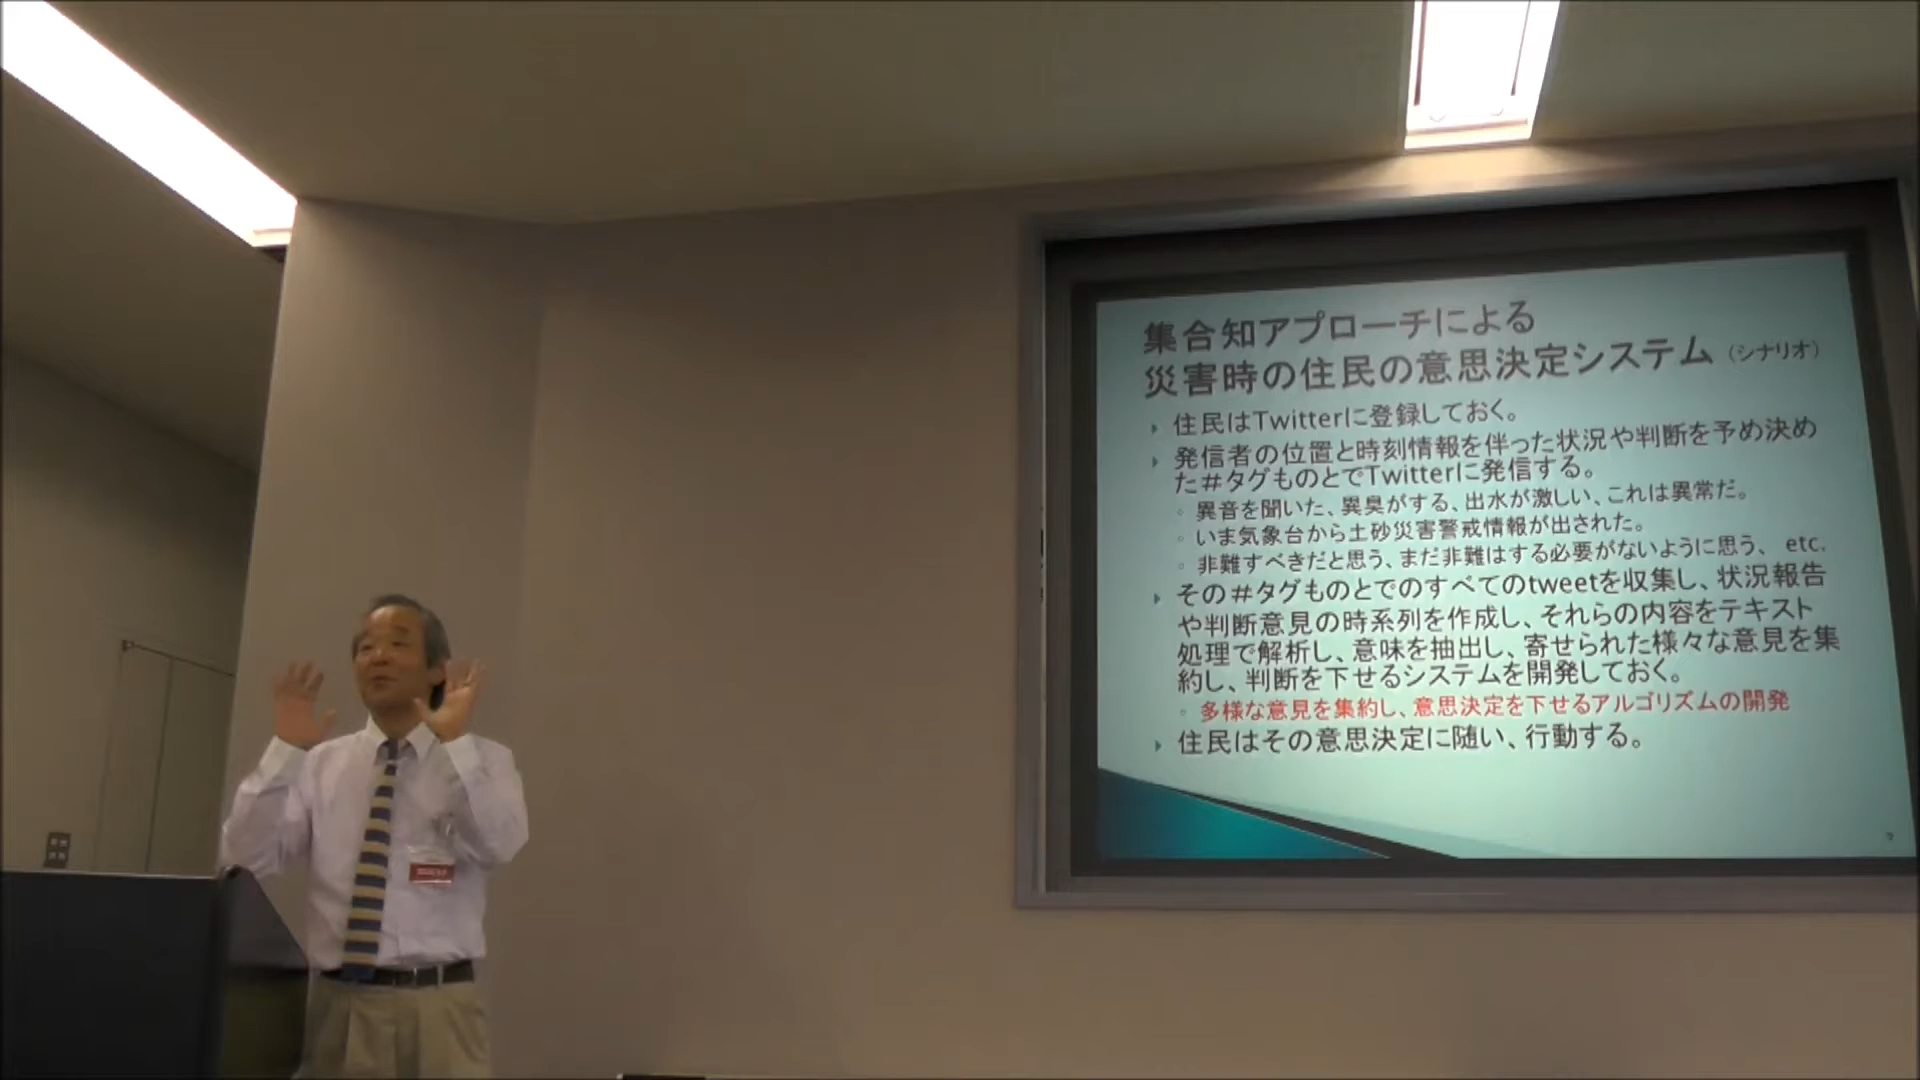 集合知アプローチによる
災害時の住民の意思決定システム（シナリオ）
住民はTwitterに登録しておく。
発信者の位置と時刻情報を伴った状況や判断を予め決め
た＃タグものとでTwitterに発信する。
異音を聞いた、異臭がする、出水が激しい、これは異常だ。
いま気象台から土砂災害警戒情報が出された。
非難すべきだと思う、まだ非難はする必要がないように思う、 etc.
その＃タグものとでのすべてのtweetを収集し、状況報告
や判断意見の時系列を作成し、それらの内容をテキスト
処理で解析し、意味を抽出し、寄せられた様々な意見を集
約し、判断を下せるシステムを開発しておく。
多様な意見を集約し、意思決定を下せるアルゴリズムの開発
住民はその意思決定に随い、行動する。